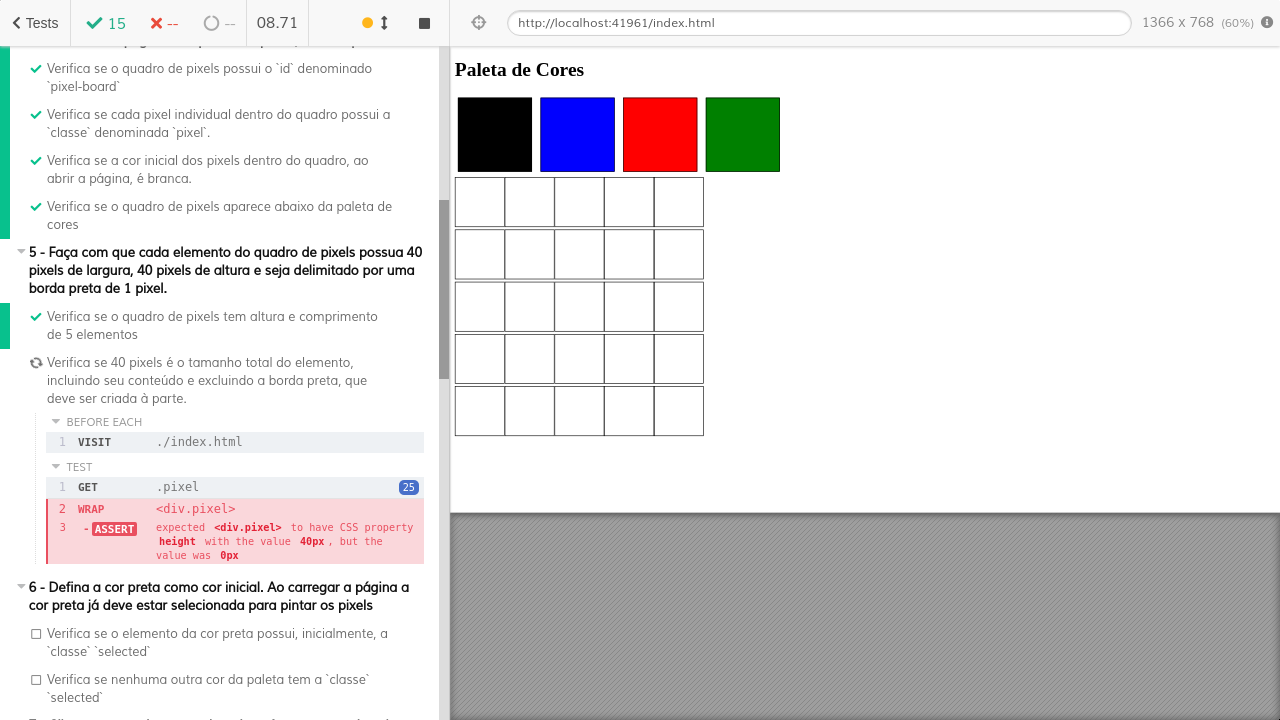 Tests
15
--
--
08.71
http://localhost:41961/index.html
1366 x 768 (60%)
Verifica se o quadro de pixels possui o `id` denominado
`pixel-board`
Verifica se cada pixel individual dentro do quadro possui a
`classe` denominada `pixel`.
Verifica se a cor inicial dos pixels dentro do quadro, ao
abrir a página, é branca.
Verifica se o quadro de pixels aparece abaixo da paleta de
cores
5 - Faça com que cada elemento do quadro de pixels possua 40
pixels de largura, 40 pixels de altura e seja delimitado por uma
borda preta de 1 pixel.
Verifica se o quadro de pixels tem altura e comprimento
de 5 elementos
Verifica se 40 pixels é o tamanho total do elemento,
incluindo seu conteúdo e excluindo a borda preta, que
deve ser criada à parte.
BEFORE EACH
1 VISIT ./index.html
TEST
1 GET .pixel 25
2 WRAP <div.pixel>
3 -ASSERT expected <div.pixel> to have CSS property
height with the value 40px, but the
value was 0px
6 - Defina a cor preta como cor inicial. Ao carregar a página a
cor preta já deve estar selecionada para pintar os pixels
Verifica se o elemento da cor preta possui, inicialmente, a
`classe` `selected`
Verifica se nenhuma outra cor da paleta tem a `classe`
`selected`
Paleta de Cores